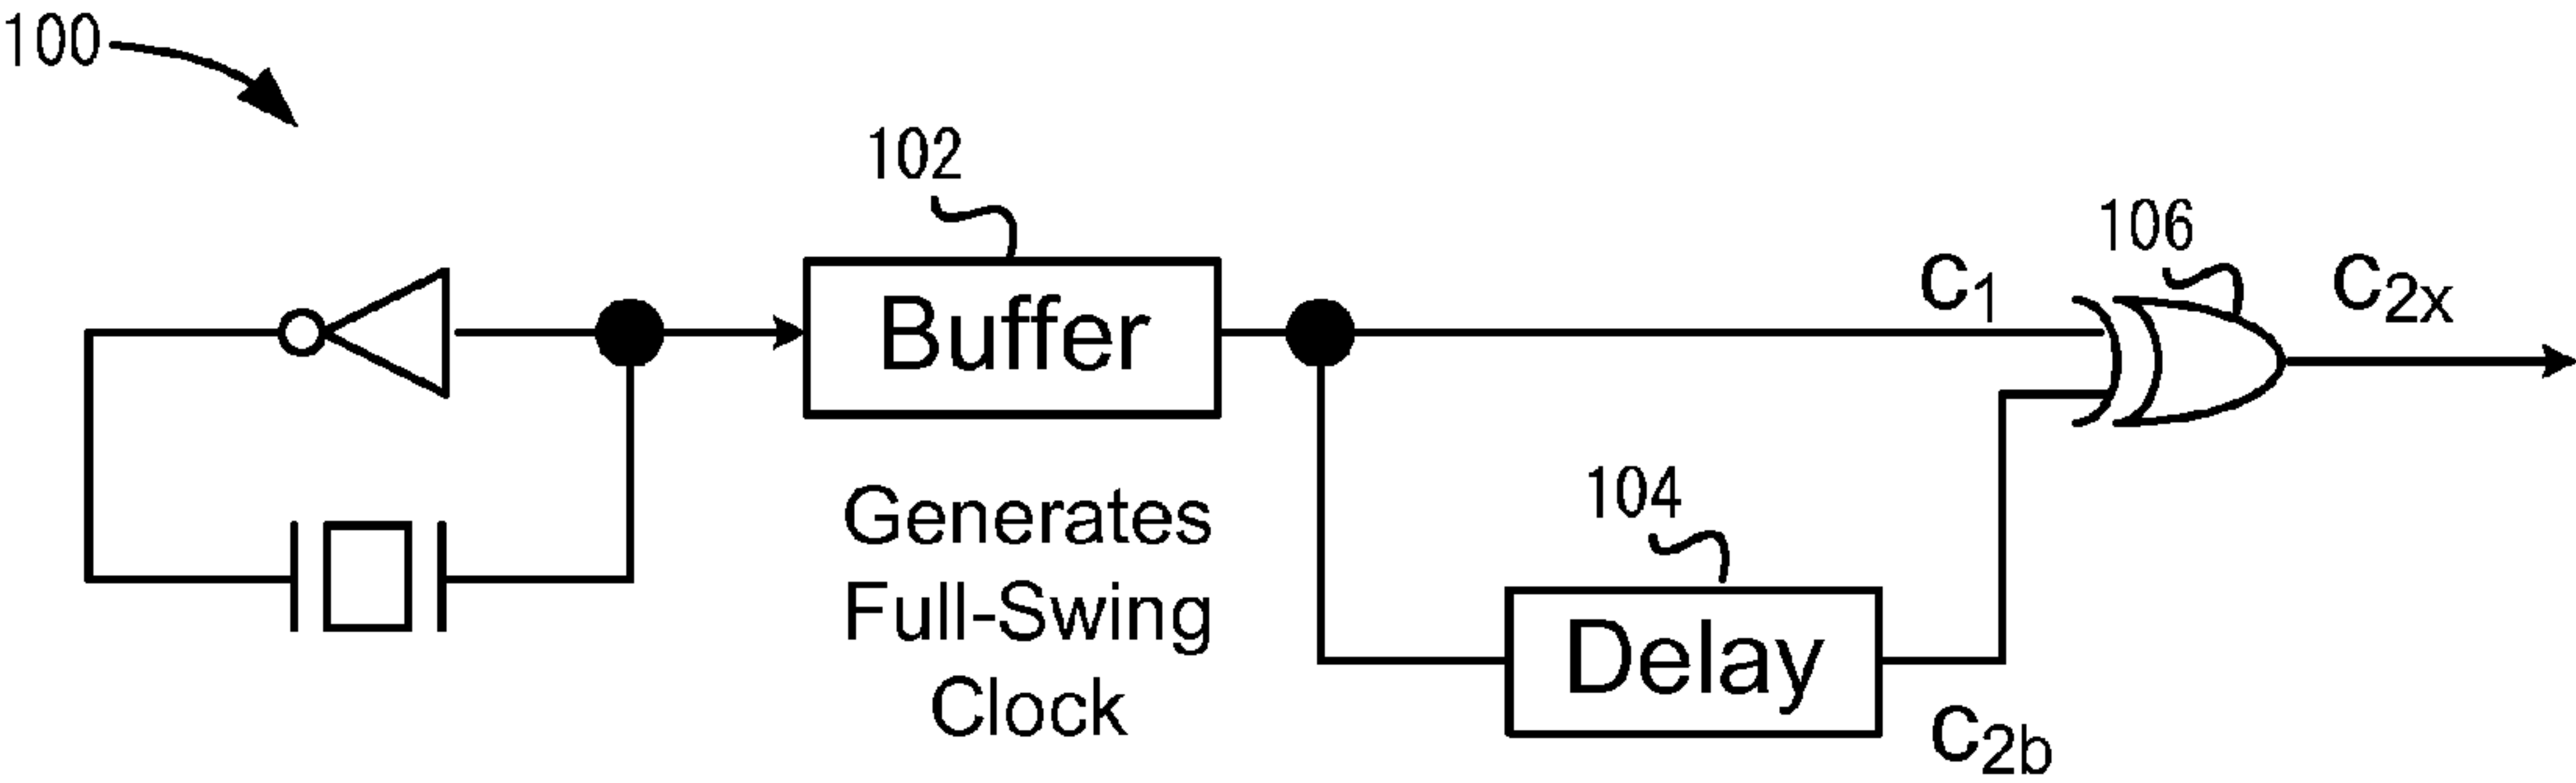 100
102
Buffer
Generates
Full-Swing
Clock
104
Delay
c1
c2b
106
c2x